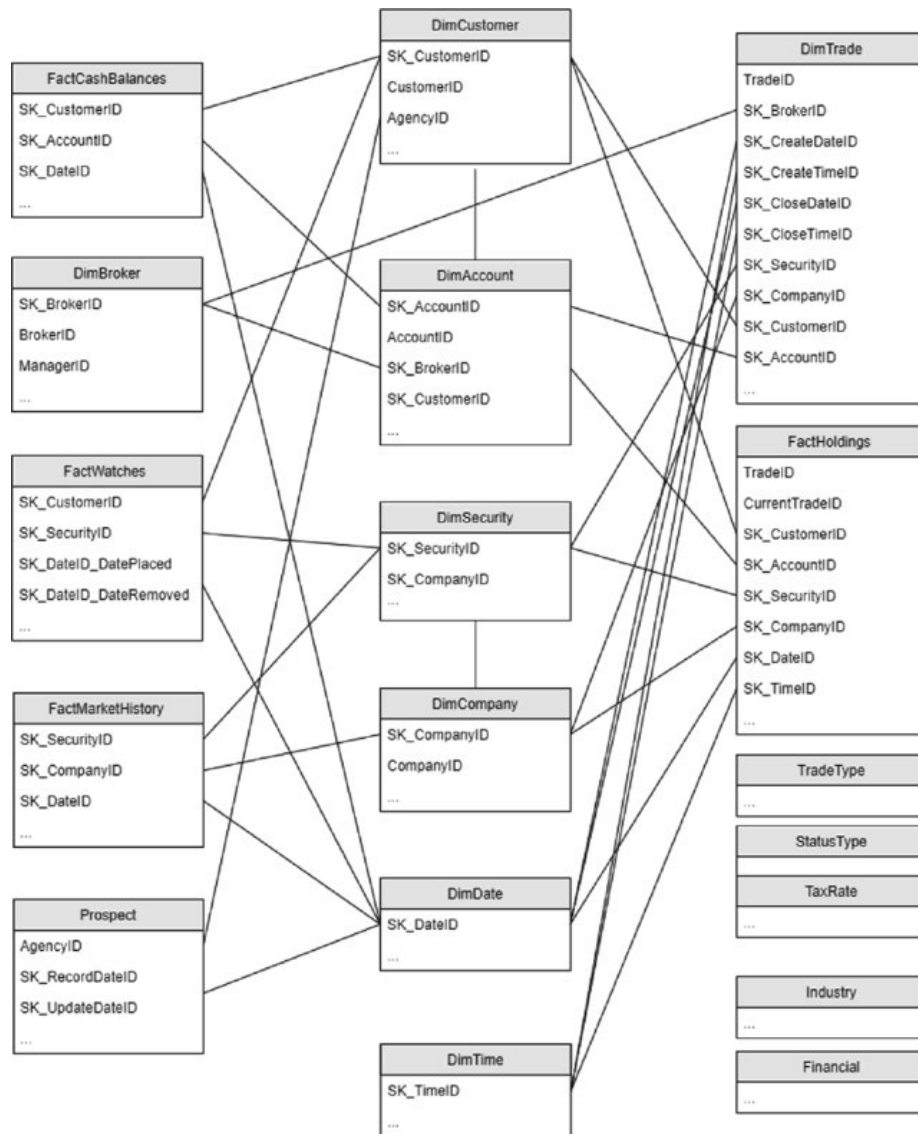 DimCustomer
SK_CustomerID
CustomerID
AgencyID
...
FactCashBalances
SK_CustomerID
SK_AccountID
SK_DateID
...
DimTrade
TradeID
SK_BrokerID
SK_CreateDateID
SK_CreateTimeID
SK_CloseDateID
SK_CloseTimeID
SK_SecurityID
SK_CompanyID
SK_CustomerID
SK_AccountID
...
DimBroker
SK_BrokerID
BrokerID
ManagerID
...
DimAccount
SK_AccountID
AccountID
SK_BrokerID
SK_CustomerID
...
FactHoldings
TradeID
CurrentTradeID
SK_CustomerID
SK_AccountID
SK_SecurityID
SK_CompanyID
SK_DateID
SK_TimeID
...
FactWatches
SK_CustomerID
SK_SecurityID
SK_DateID_DatePlaced
SK_DateID_DateRemoved
...
DimSecurity
SK_SecurityID
SK_CompanyID
...
FactMarketHistory
SK_SecurityID
SK_CompanyID
SK_DateID
...
DimCompany
SK_CompanyID
CompanyID
...
TradeType
...
StatusType
TaxRate
...
Prospect
AgencyID
SK_RecordDateID
SK_UpdateDateID
...
DimDate
SK_DateID
...
Industry
...
DimTime
SK_TimeID
...
Financial
...